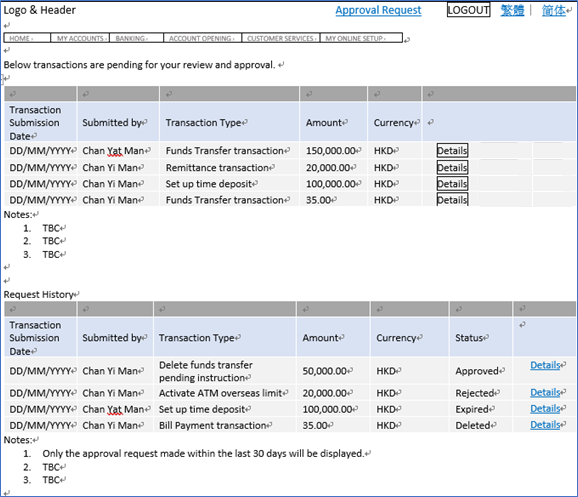 Logo & Header
Approval Request LOGOUT 繁體 | 简体
HOME MY ACCOUNTS BANKING ACCOUNT OPENING CUSTOMER SERVICES MY ONLINE SETUP
Below transactions are pending for your review and approval.
Transaction Submission Date Submitted by Transaction Type Amount Currency
DD/MM/YYYY Chan Yat Man Funds Transfer transaction 150,000.00 HKD Details
DD/MM/YYYY Chan Yi Man Remittance transaction 20,000.00 HKD Details
DD/MM/YYYY Chan Yi Man Set up time deposit 100,000.00 HKD Details
DD/MM/YYYY Chan Yi Man Funds Transfer transaction 35.00 HKD Details
Notes:
1. TBC
2. TBC
3. TBC
Request History
Transaction Submission Date Submitted by Transaction Type Amount Currency Status
DD/MM/YYYY Chan Yi Man Delete funds transfer pending instruction 50,000.00 HKD Approved Details
DD/MM/YYYY Chan Yi Man Activate ATM overseas limit 20,000.00 HKD Rejected Details
DD/MM/YYYY Chan Yat Man Set up time deposit 100,000.00 HKD Expired Details
DD/MM/YYYY Chan Yi Man Bill Payment transaction 35.00 HKD Deleted Details
Notes:
1. Only the approval request made within the last 30 days will be displayed.
2. TBC
3. TBC